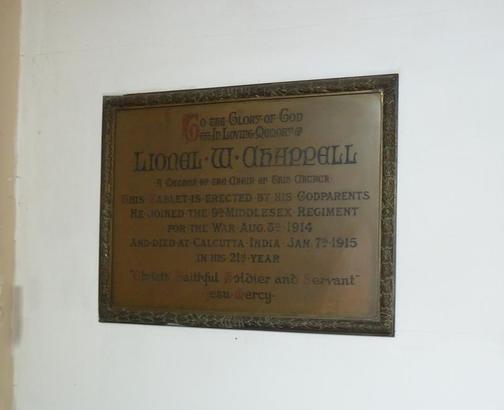 To the Glory of God
And In Loving Memory of
Lionel · W · Chappell
A Member of the Choir of this Church·
This Tablet is erected by his Godparents
He joined the 9th Middlesex Regiment
for the War Aug. 5th 1914
And died at Calcutta · India · Jan. 7th 1915
in his 21st year
"Christ's Faithful Soldier and Servant"
Jesu Mercy·